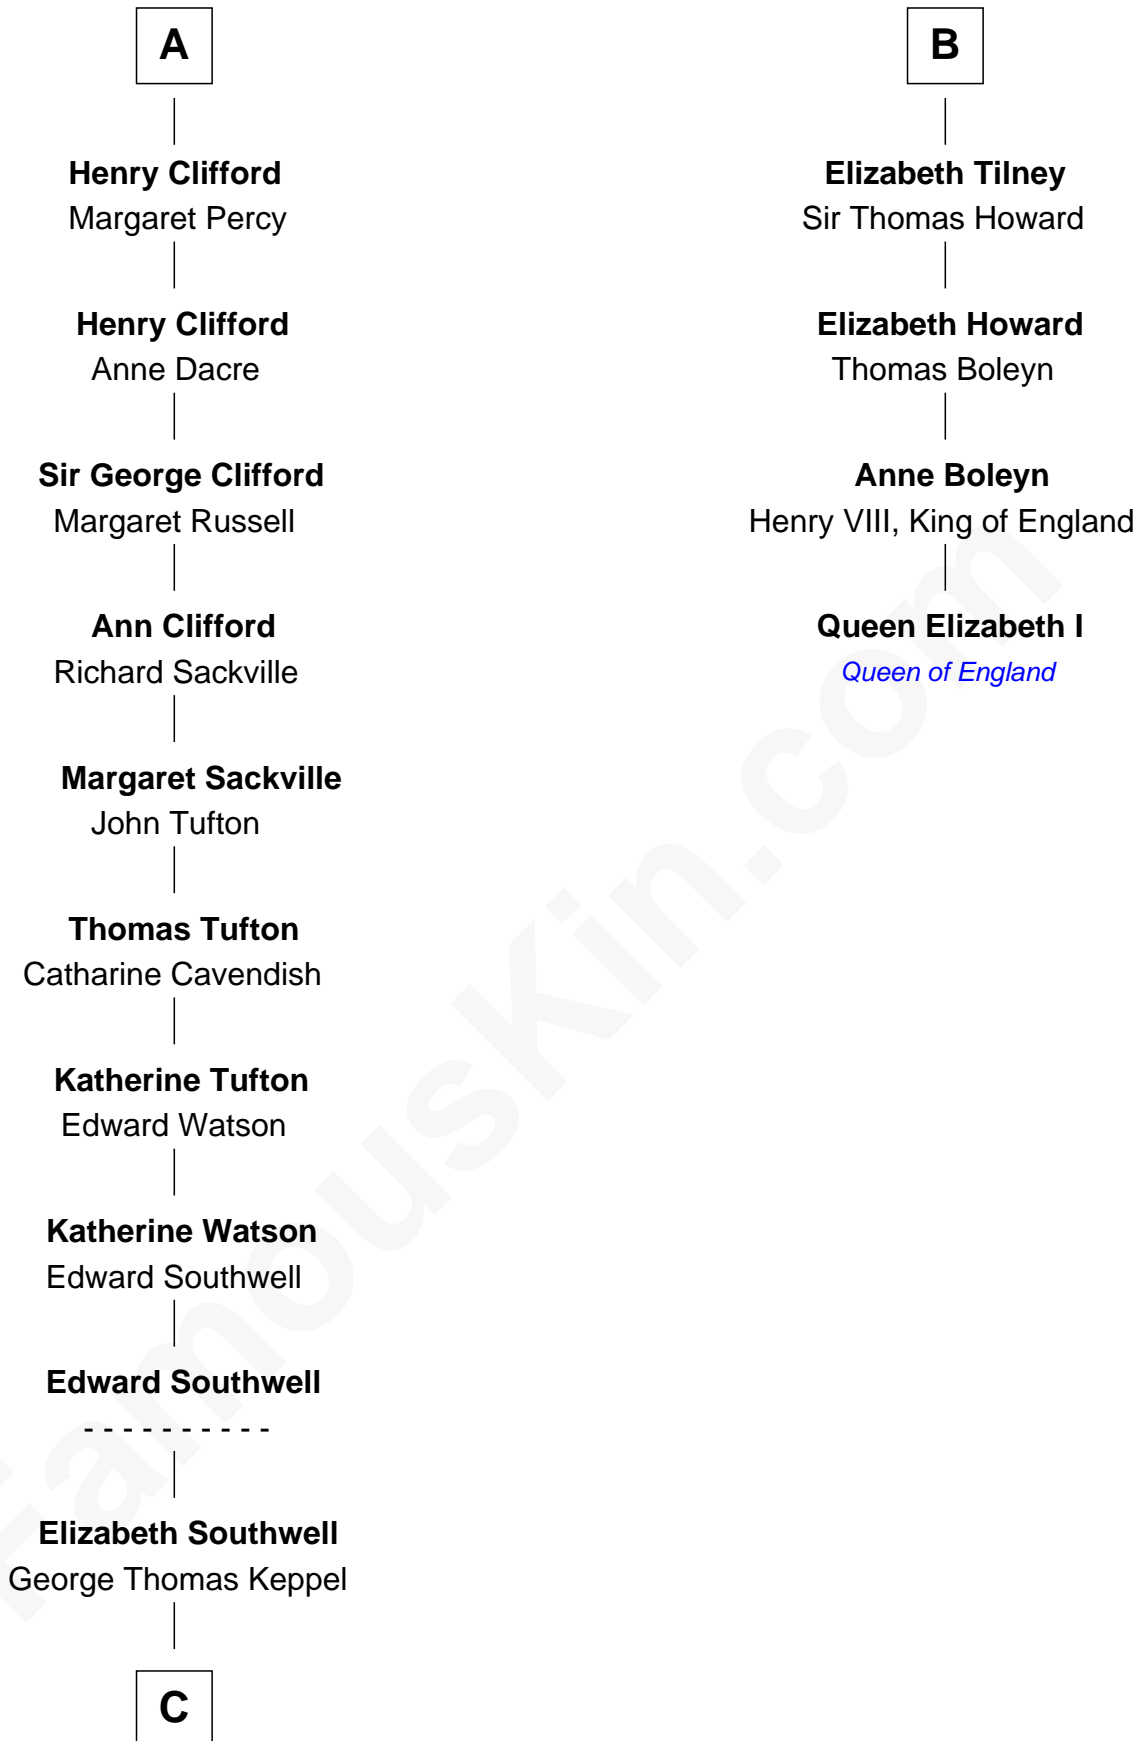 A
Henry Clifford
Margaret Percy
Henry Clifford
Anne Dacre
Sir George Clifford
Margaret Russell
Ann Clifford
Richard Sackville
Margaret Sackville
John Tufton
Thomas Tufton
Catharine Cavendish
Katherine Tufton
Edward Watson
Katherine Watson
Edward Southwell
Edward Southwell
- - - - - - - - - -
Elizabeth Southwell
George Thomas Keppel
C
B
Elizabeth Tilney
Sir Thomas Howard
Elizabeth Howard
Thomas Boleyn
Anne Boleyn
Henry VIII, King of England
Queen Elizabeth I
Queen of England
FamousKin.com